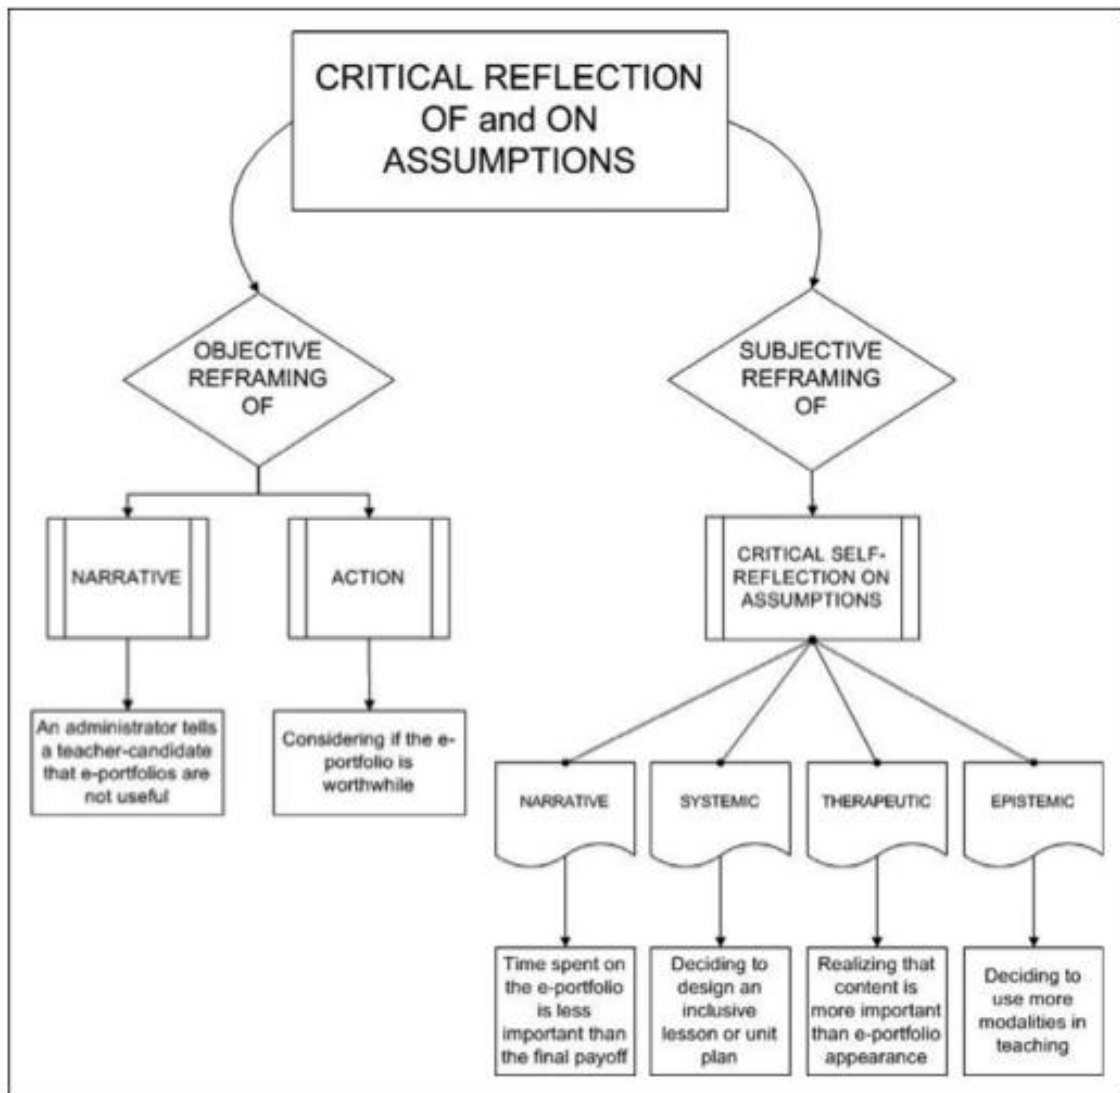 CRITICAL REFLECTION
OF and ON
ASSUMPTIONS
OBJECTIVE
REFRAMING
OF
SUBJECTIVE
REFRAMING
OF
NARRATIVE
ACTION
CRITICAL SELF-
REFLECTION ON
ASSUMPTIONS
An administrator tells
a teacher-candidate
that e-portfolios are
not useful
Considering if the e-
portfolio is
worthwhile
NARRATIVE
SYSTEMIC
THERAPEUTIC
EPISTEMIC
Time spent on
the e-portfolio
is less
important than
the final payoff
Deciding to
design an
inclusive
lesson or unit
plan
Realizing that
content is
more important
than e-portfolio
appearance
Deciding to
use more
modalities in
teaching